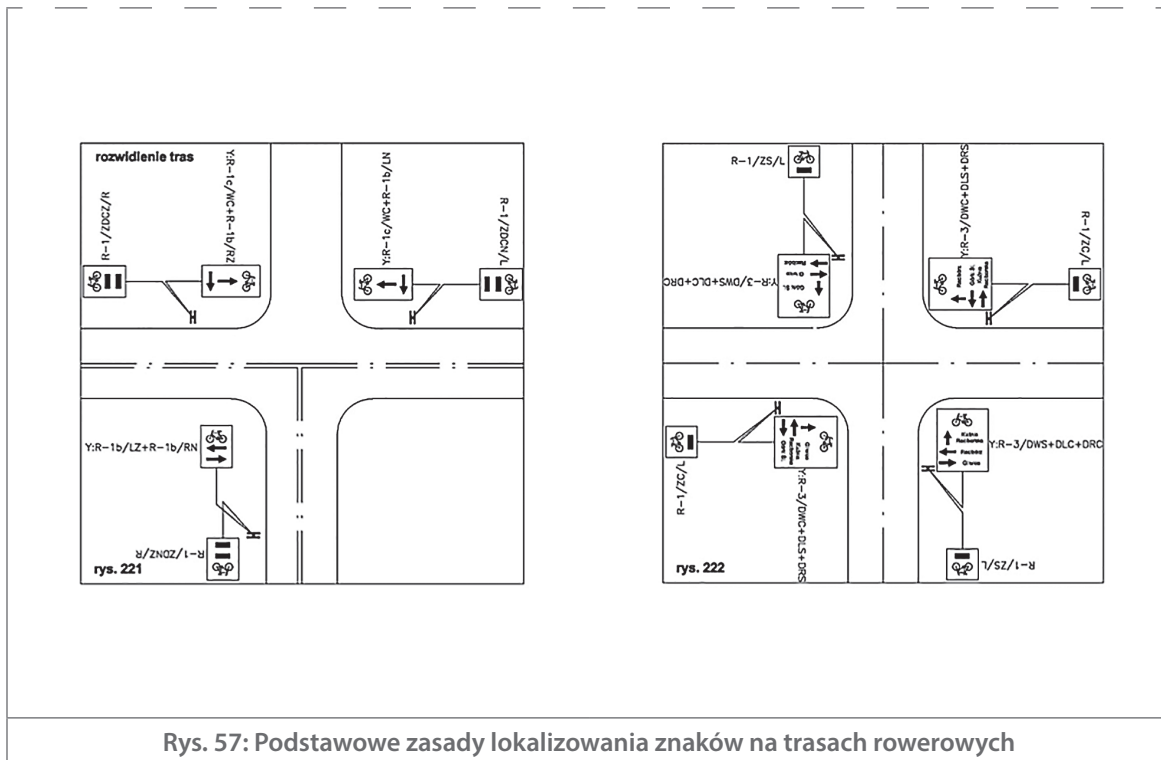 rozwidlenie tras
R-1/ZDCZ/R
Y:R-1c/WC+R-1b/RZ
Y:R-1c/WC+R-1b/LN
R-1/ZDCN/L
Y:R-1b/LZ+R-1b/RN
R-1/ZDNZ/R
rys. 221
R-1/ZS/L
Y:R-3/DWS+DLC+DRC
Y:R-3/DWC+DLS+DRS
R-1/ZC/L
R-1/ZC/L
Y:R-3/DWC+DLS+DRS
Y:R-3/DWS+DLC+DRC
R-1/ZS/L
rys. 222
Rys. 57: Podstawowe zasady lokalizowania znaków na trasach rowerowych